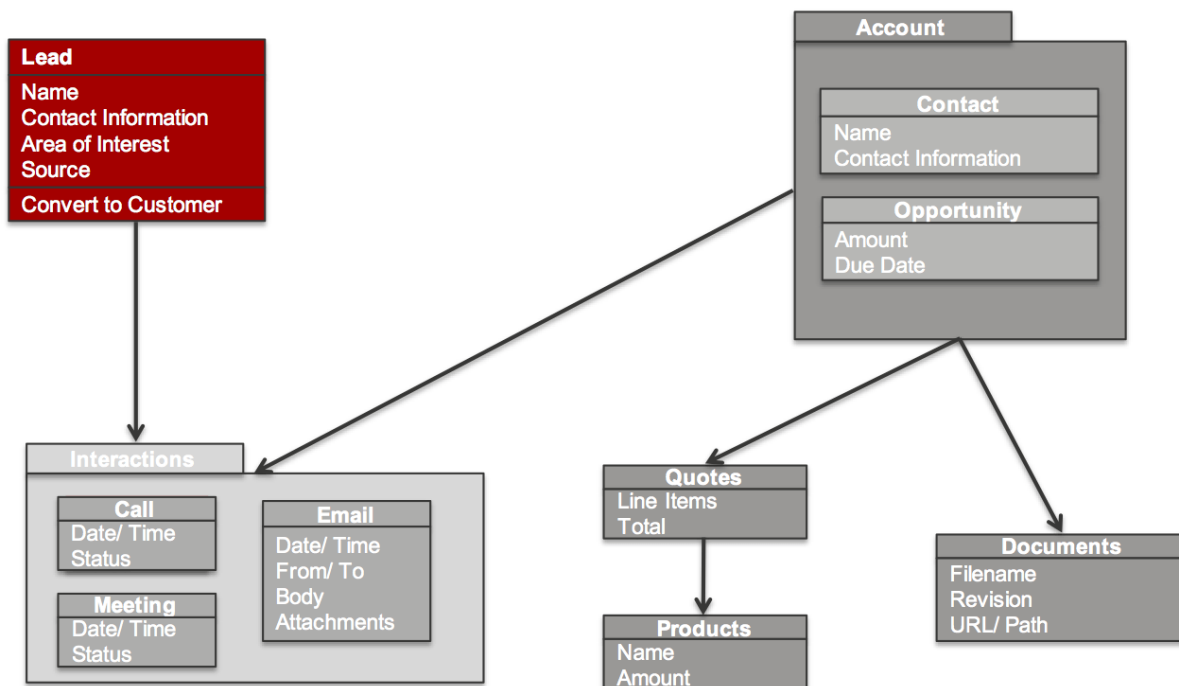 Lead
Name
Contact Information
Area of Interest
Source
Convert to Customer
Account
Contact
Name
Contact Information
Opportunity
Amount
Due Date
Interactions
Call
Date/ Time
Status
Meeting
Date/ Time
Status
Email
Date/ Time
From/ To
Body
Attachments
Quotes
Line Items
Total
Products
Name
Amount
Documents
Filename
Revision
URL/ Path